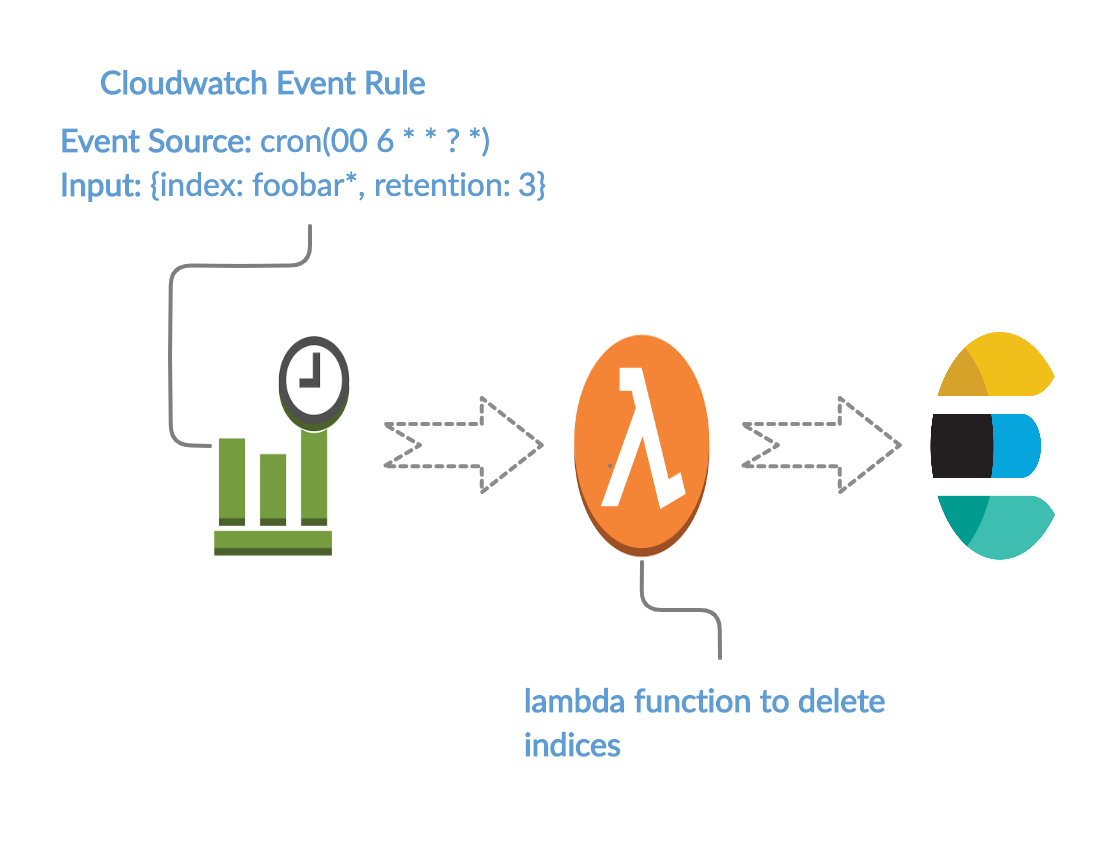 Cloudwatch Event Rule
Event Source: cron(00 6 * * ? *)
Input: {index: foobar*, retention: 3}
lambda function to delete
indices